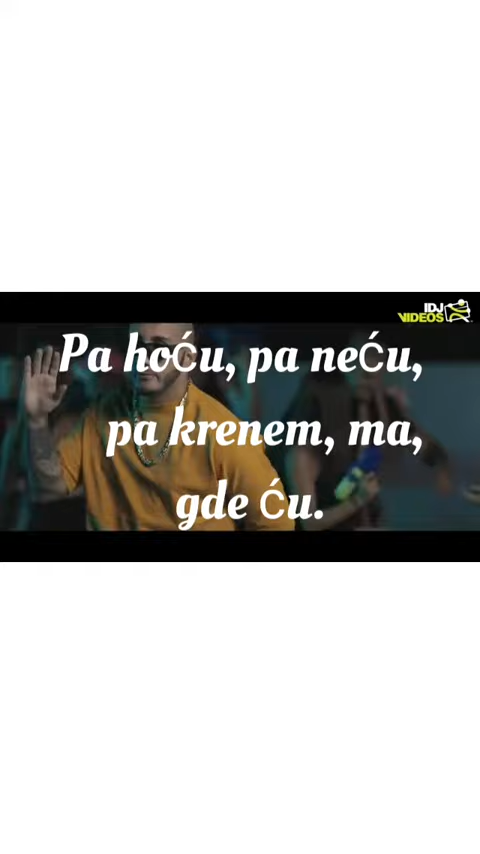 IDJ
VIDEOS
Pa hoću, pa neću,
pa krenem, ma,
gde ću.